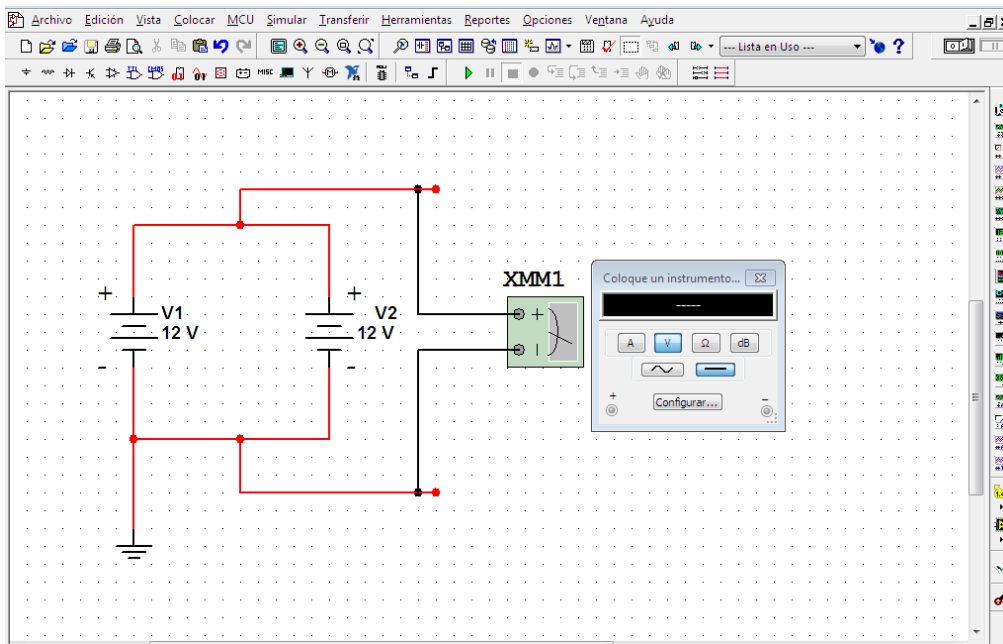 Archivo Edición Vista Colocar MCU Simular Transferir Herramientas Reportes Opciones Ventana Ayuda
--- Lista en Uso ---
MISC
XMM1
Coloque un instrumento...
-----
+ V1
12 V
-
+ V2
12 V
-
+
A V Ω dB
Configurar...
+ -